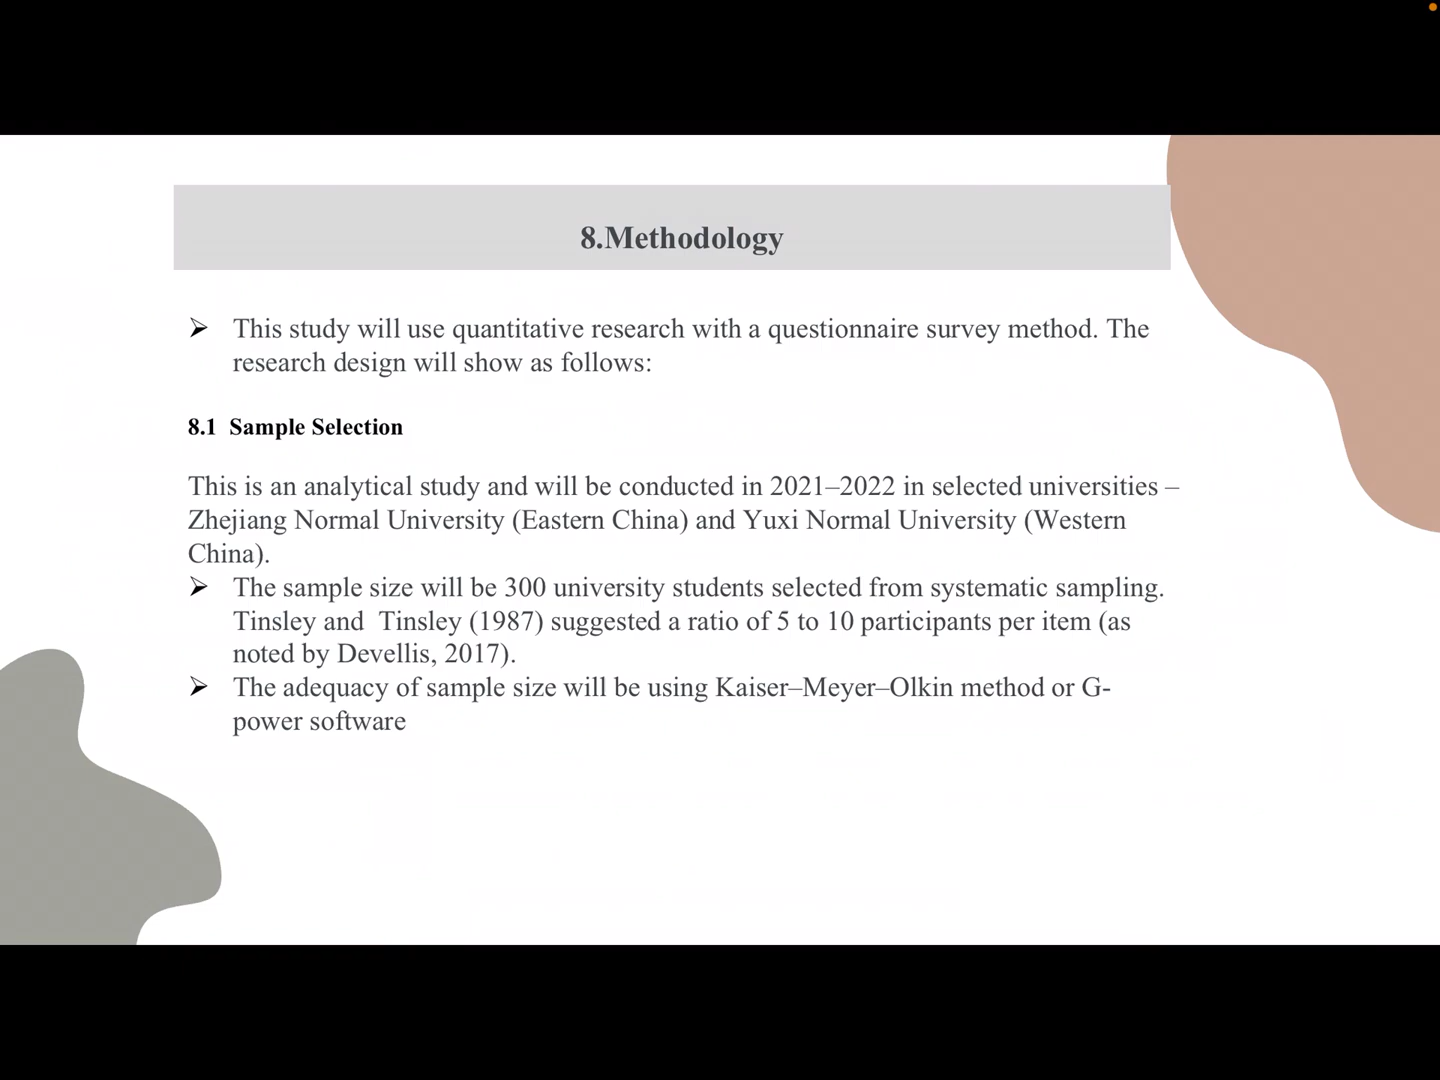 8.Methodology
➢ This study will use quantitative research with a questionnaire survey method. The
research design will show as follows:
8.1 Sample Selection
This is an analytical study and will be conducted in 2021–2022 in selected universities –
Zhejiang Normal University (Eastern China) and Yuxi Normal University (Western
China).
➢ The sample size will be 300 university students selected from systematic sampling.
Tinsley and  Tinsley (1987) suggested a ratio of 5 to 10 participants per item (as
noted by Devellis, 2017).
➢ The adequacy of sample size will be using Kaiser–Meyer–Olkin method or G-
power software